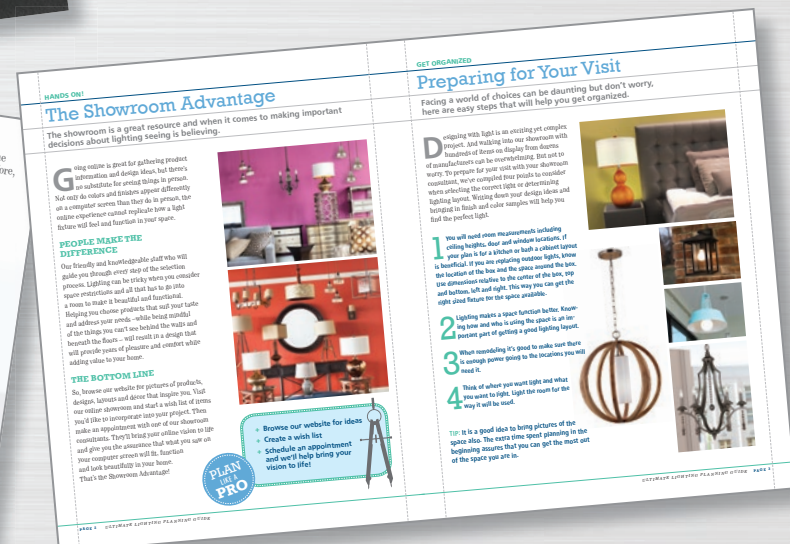 HANDS ON!
The Showroom Advantage
The showroom is a great resource and when it comes to making important
decisions about lighting seeing is believing.
Going online is great for gathering product
information and design ideas, but there's
no substitute for seeing things in person.
Not only do colors and finishes appear differently
on a computer screen than they do in person, the
online experience cannot replicate how a light
fixture will feel and function in your space.
PEOPLE MAKE THE
DIFFERENCE
Our friendly and knowledgeable staff who will
guide you through every step of the selection
process. Lighting can be tricky when you consider
space restrictions and all that has to go into
a room to make it beautiful and functional.
Helping you choose products that suit your taste
and address your needs –while being mindful
of the things you can't see behind the walls and
beneath the floors – will result in a design that
will provide years of pleasure and comfort while
adding value to your home.
THE BOTTOM LINE
So, browse our website for pictures of products,
designs, layouts and décor that inspire you. Visit
our online showroom and start a wish list of items
you'd like to incorporate into your project. Then
make an appointment with one of our showroom
consultants. They'll bring your online vision to life
and give you the assurance that what you saw on
your computer screen will fit, function
and look beautifully in your home.
That's the Showroom Advantage!
+ Browse our website for ideas
+ Create a wish list
+ Schedule an appointment
and we'll help bring your
vision to life!
PLAN
LIKE A
PRO
PAGE 2 ULTIMATE LIGHTING PLANNING GUIDE
GET ORGANIZED
Preparing for Your Visit
Facing a world of choices can be daunting but don't worry,
here are easy steps that will help you get organized.
Designing with light is an exciting yet complex
project. And walking into our showroom with
hundreds of items on display from dozens
of manufacturers can be overwhelming. But not to
worry. To prepare for your visit with your showroom
consultant, we've compiled four points to consider
when selecting the correct light or determining
lighting layout. Writing down your design ideas and
bringing in finish and color samples will help you
find the perfect light.
1 You will need room measurements including
ceiling heights, door and window locations. If
your plan is for a kitchen or bath a cabinet layout
is beneficial. If you are replacing outdoor lights, know
the location of the box and the space around the box.
Use dimensions relative to the center of the box, top
and bottom, left and right. This way you can get the
right sized fixture for the space available.
2 Lighting makes a space function better. Know-
ing how and who is using the space is an im-
portant part of getting a good lighting layout.
3 When remodeling it's good to make sure there
is enough power going to the locations you will
need it.
4 Think of where you want light and what
you want to light. Light the room for the
way it will be used.
TIP: It is a good idea to bring pictures of the
space also. The extra time spent planning in the
beginning assures that you can get the most out
of the space you are in.
ULTIMATE LIGHTING PLANNING GUIDE PAGE 3